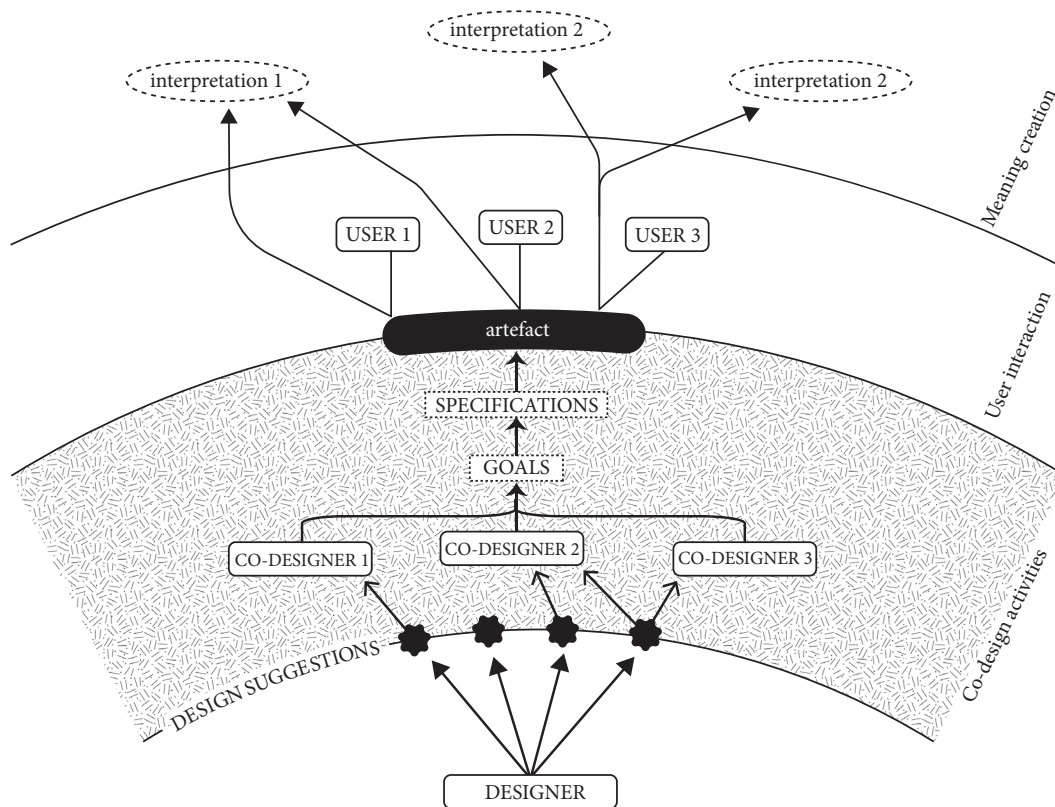 interpretation 2
interpretation 1
interpretation 2
Meaning creation
USER 1
USER 2
USER 3
artefact
User interaction
SPECIFICATIONS
GOALS
CO-DESIGNER 1
CO-DESIGNER 2
CO-DESIGNER 3
Co-design activities
DESIGN SUGGESTIONS
DESIGNER